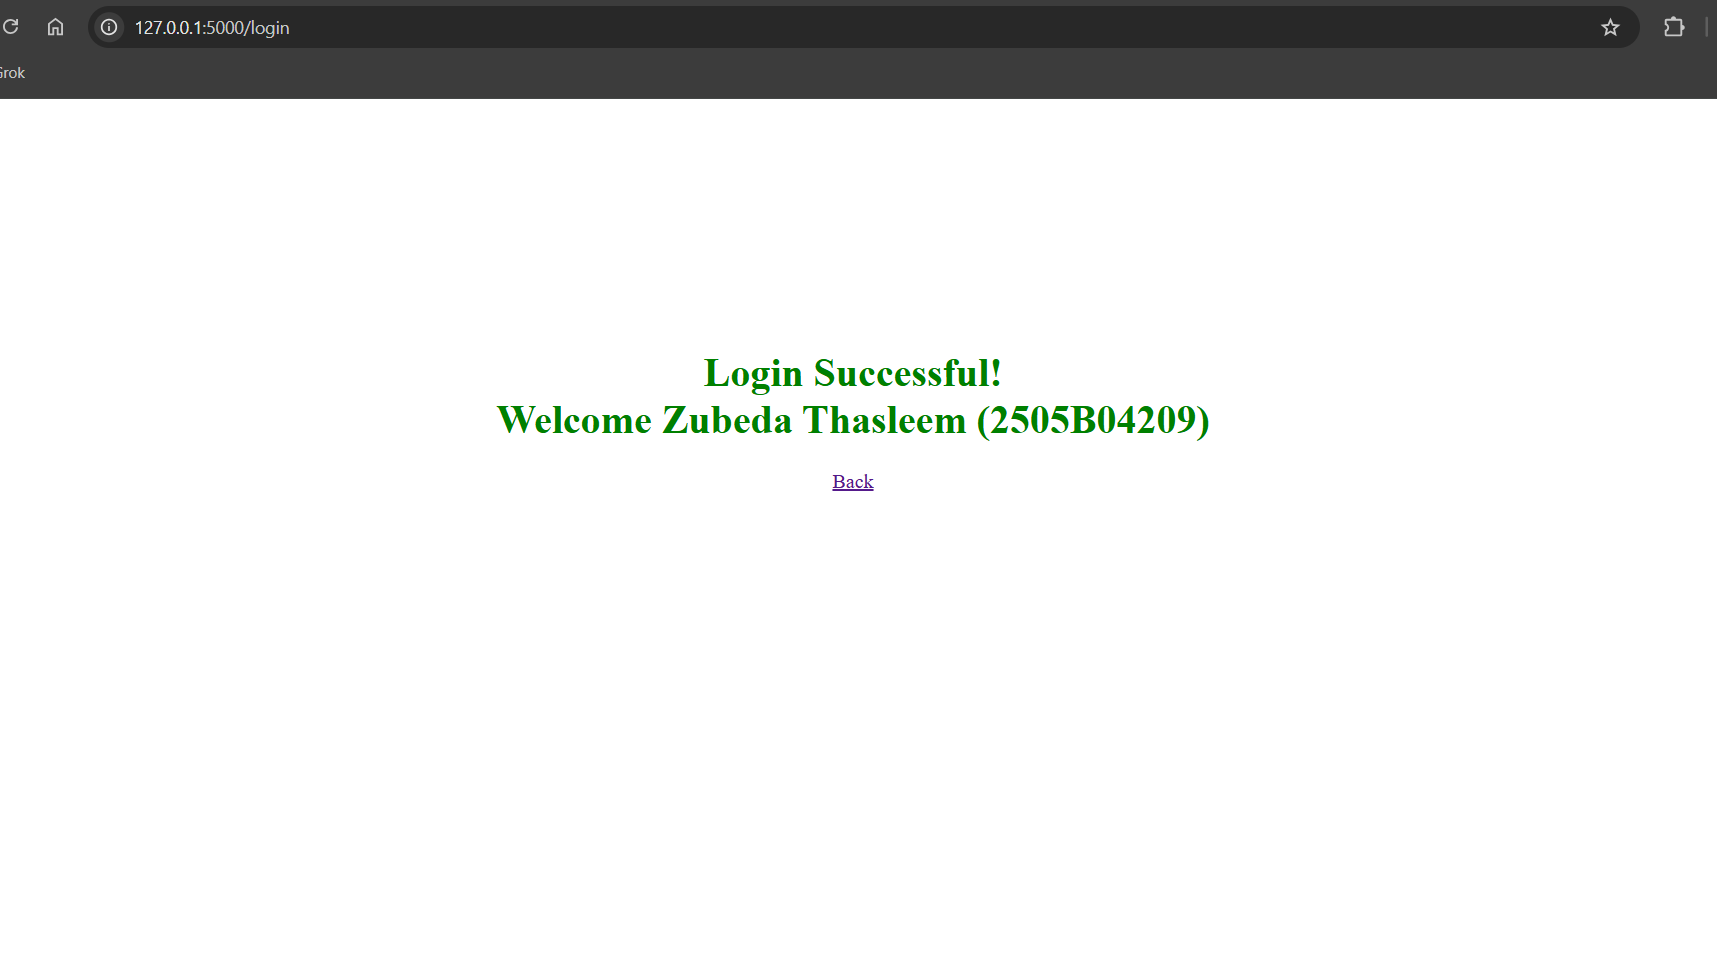 127.0.0.1:5000/login
Login Successful!
Welcome Zubeda Thasleem (2505B04209)
Back